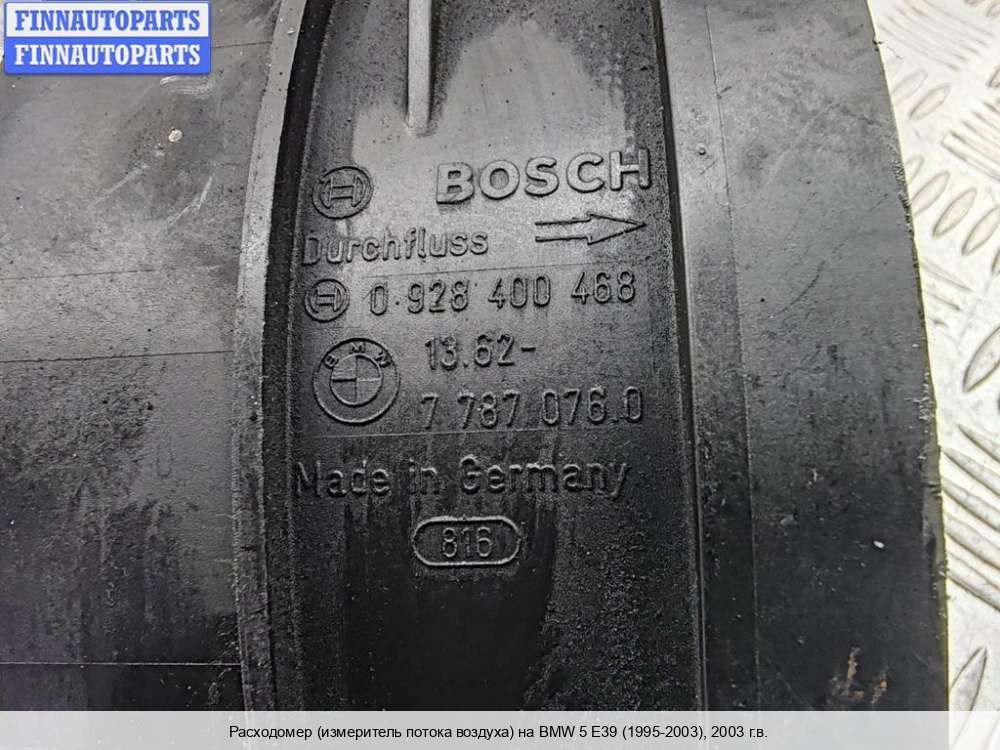 FINNAUTOPARTS
FINNAUTOPARTS
BOSCH
Durchfluss
0 928 400 468
BMW
13.62-
7 787 076.0
Made in Germany
816
Расходомер (измеритель потока воздуха) на BMW 5 E39 (1995-2003), 2003 г.в.